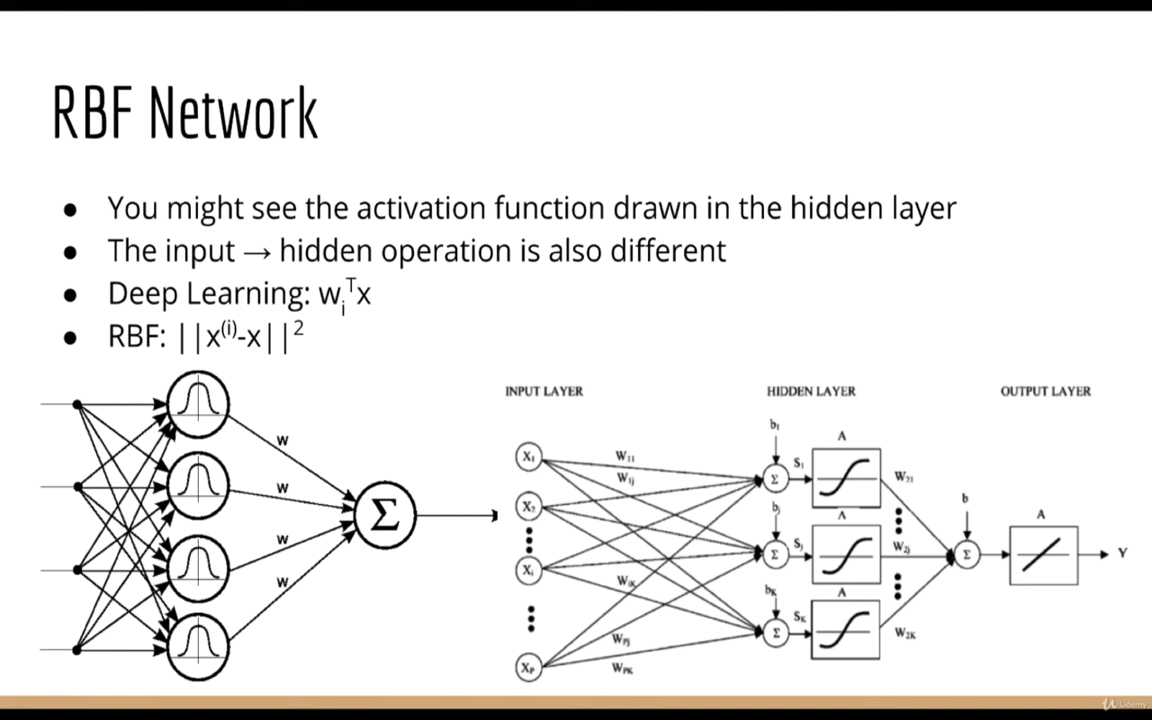 RBF Network
● You might see the activation function drawn in the hidden layer
● The input → hidden operation is also different
● Deep Learning: wᵢᵀx
● RBF: ||x⁽ⁱ⁾-x||²
W
W
W
W
Σ
INPUT LAYER HIDDEN LAYER OUTPUT LAYER
b₁ A
X₁ W₁₁ Σ S₁ W₂₁
W₁ⱼ
X₂ bⱼ A b A
Xᵢ Σ Sⱼ W₂ⱼ Σ Y
bₖ A
Σ Sₖ W₂ₖ
Wₚⱼ
Xₚ Wₚₖ
Udemy